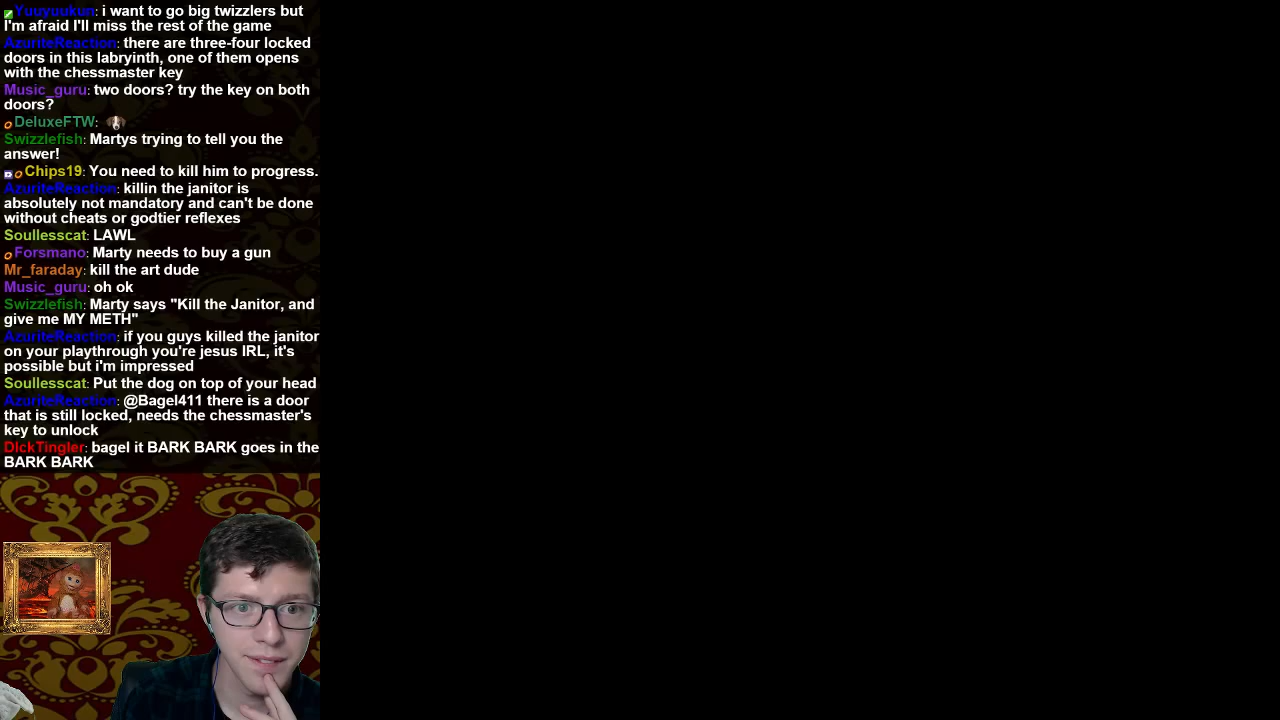 Yuuyuukun: i want to go big twizzlers but
I'm afraid I'll miss the rest of the game
AzuriteReaction: there are three-four locked
doors in this labryinth, one of them opens
with the chessmaster key
Music_guru: two doors? try the key on both
doors?
DeluxeFTW:
Swizzlefish: Martys trying to tell you the
answer!
Chips19: You need to kill him to progress.
AzuriteReaction: killin the janitor is
absolutely not mandatory and can't be done
without cheats or godtier reflexes
Soullesscat: LAWL
Forsmano: Marty needs to buy a gun
Mr_faraday: kill the art dude
Music_guru: oh ok
Swizzlefish: Marty says "Kill the Janitor, and
give me MY METH"
AzuriteReaction: if you guys killed the janitor
on your playthrough you're jesus IRL, it's
possible but i'm impressed
Soullesscat: Put the dog on top of your head
AzuriteReaction: @Bagel411 there is a door
that is still locked, needs the chessmaster's
key to unlock
DickTingler: bagel it BARK BARK goes in the
BARK BARK